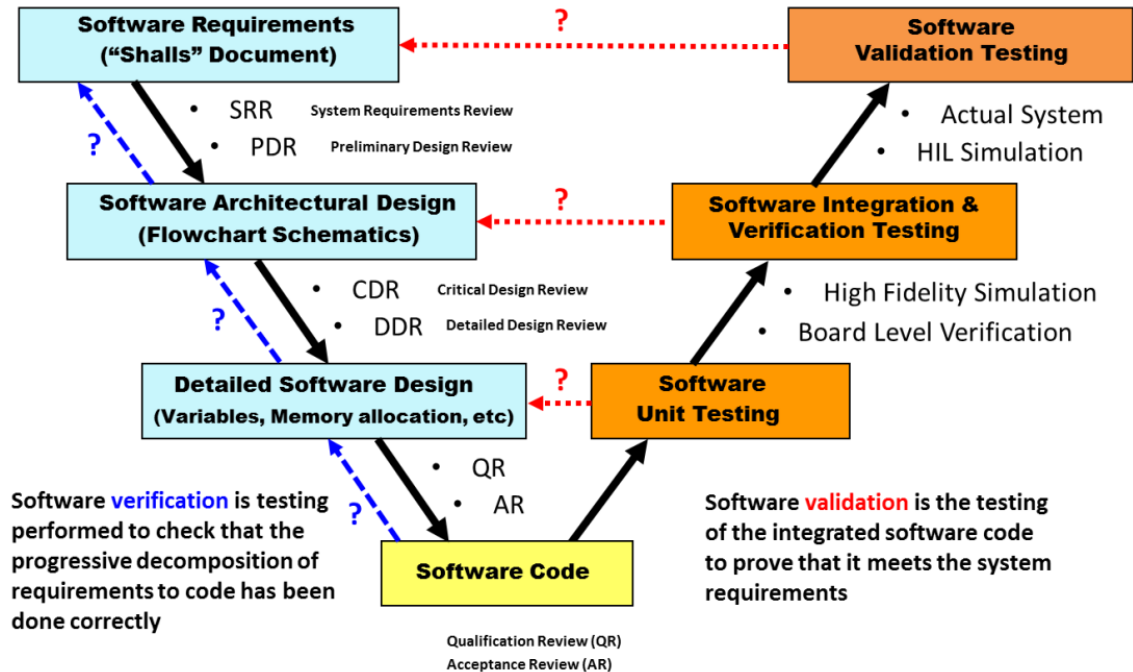 Software Requirements
(“Shalls” Document)
?
Software
Validation Testing
• SRR System Requirements Review
• PDR Preliminary Design Review
?
• Actual System
• HIL Simulation
Software Architectural Design
(Flowchart Schematics)
?
Software Integration &
Verification Testing
• CDR Critical Design Review
• DDR Detailed Design Review
?
• High Fidelity Simulation
• Board Level Verification
Detailed Software Design
(Variables, Memory allocation, etc)
?
Software
Unit Testing
• QR
• AR
?
Software verification is testing
performed to check that the
progressive decomposition of
requirements to code has been
done correctly
Software validation is the testing
of the integrated software code
to prove that it meets the system
requirements
Software Code
Qualification Review (QR)
Acceptance Review (AR)